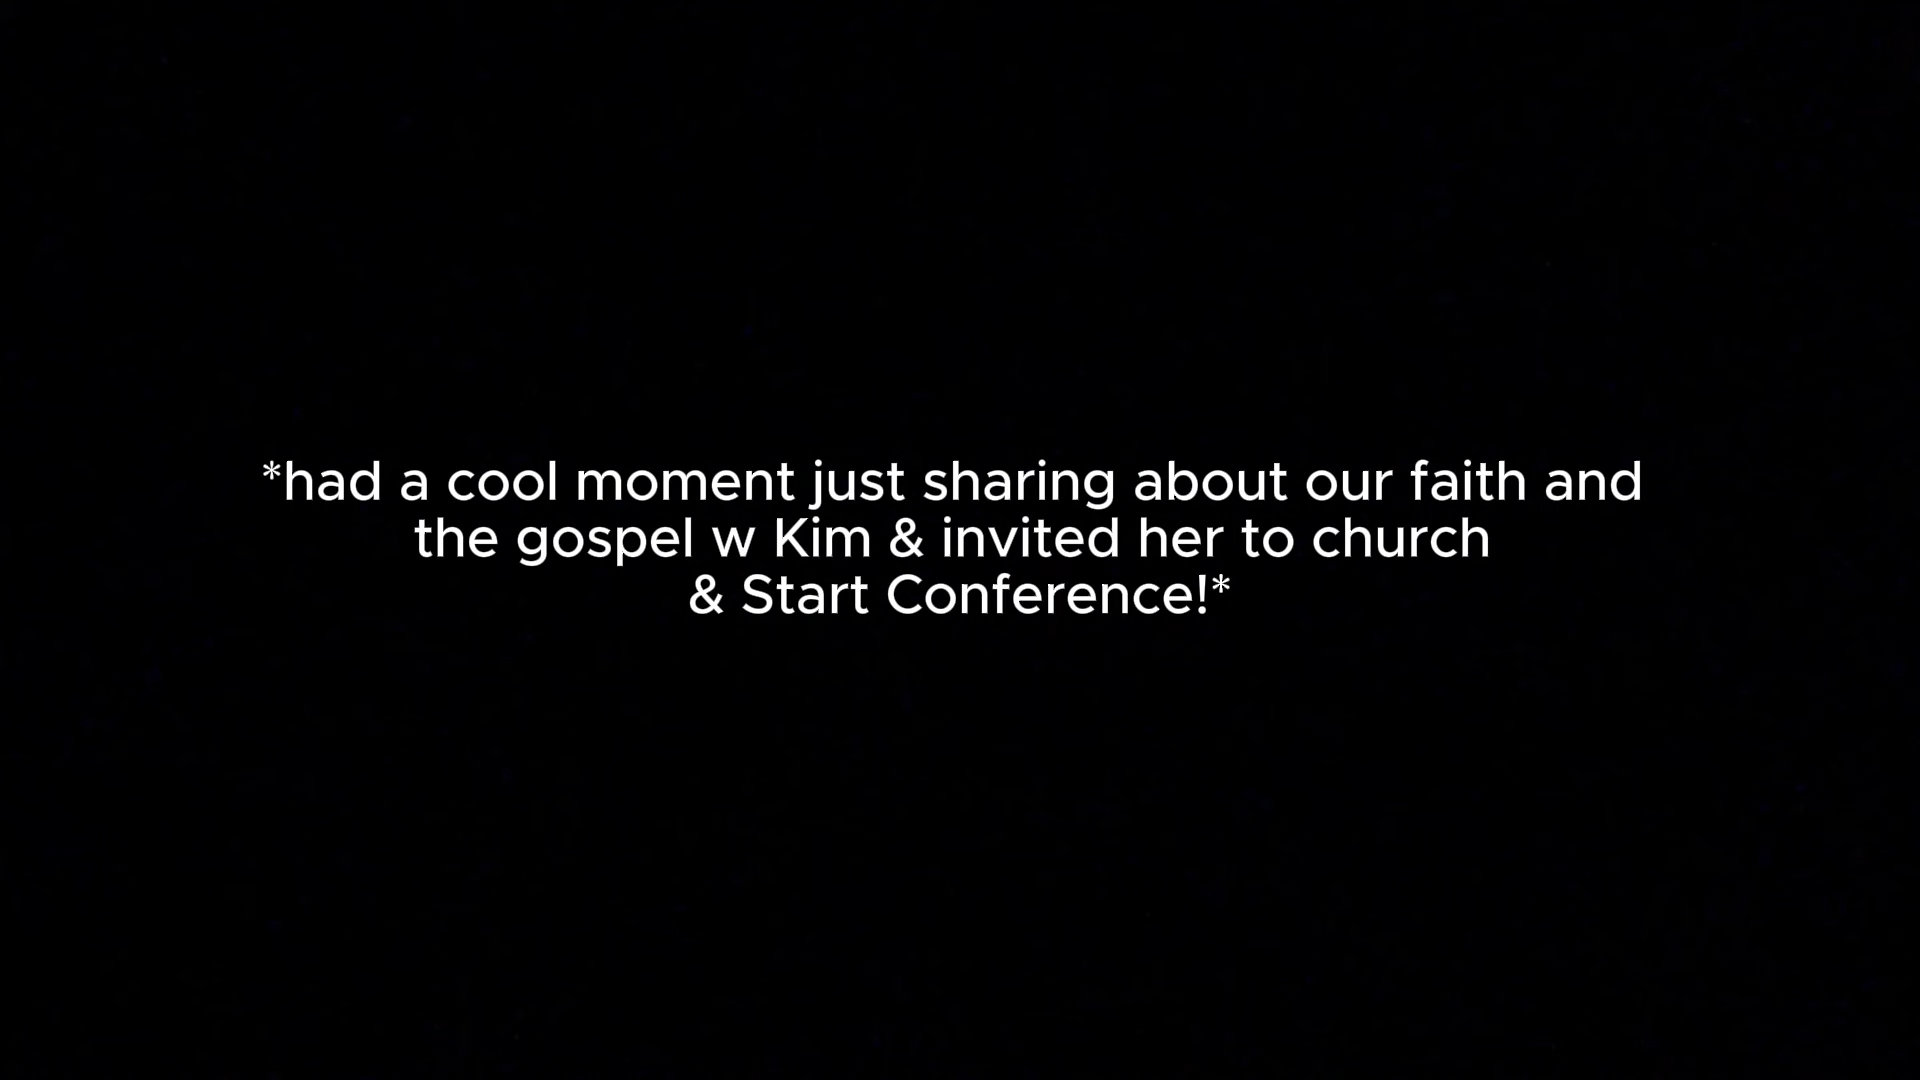 *had a cool moment just sharing about our faith and
the gospel w Kim & invited her to church
& Start Conference!*